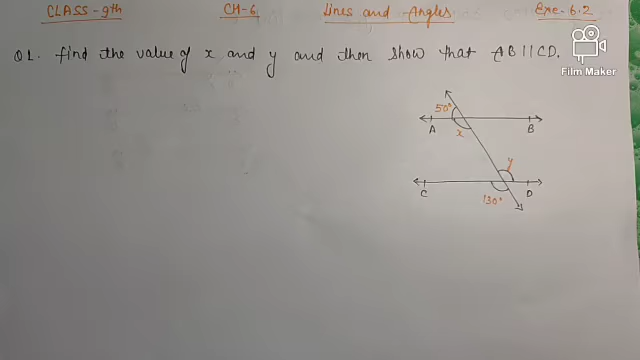 CLASS - 9th CH-6 Lines and Angles Exe- 6.2
Q1. find the value of x and y and then show that AB || CD.
Film Maker
50°
A B
x
y
C D
130°